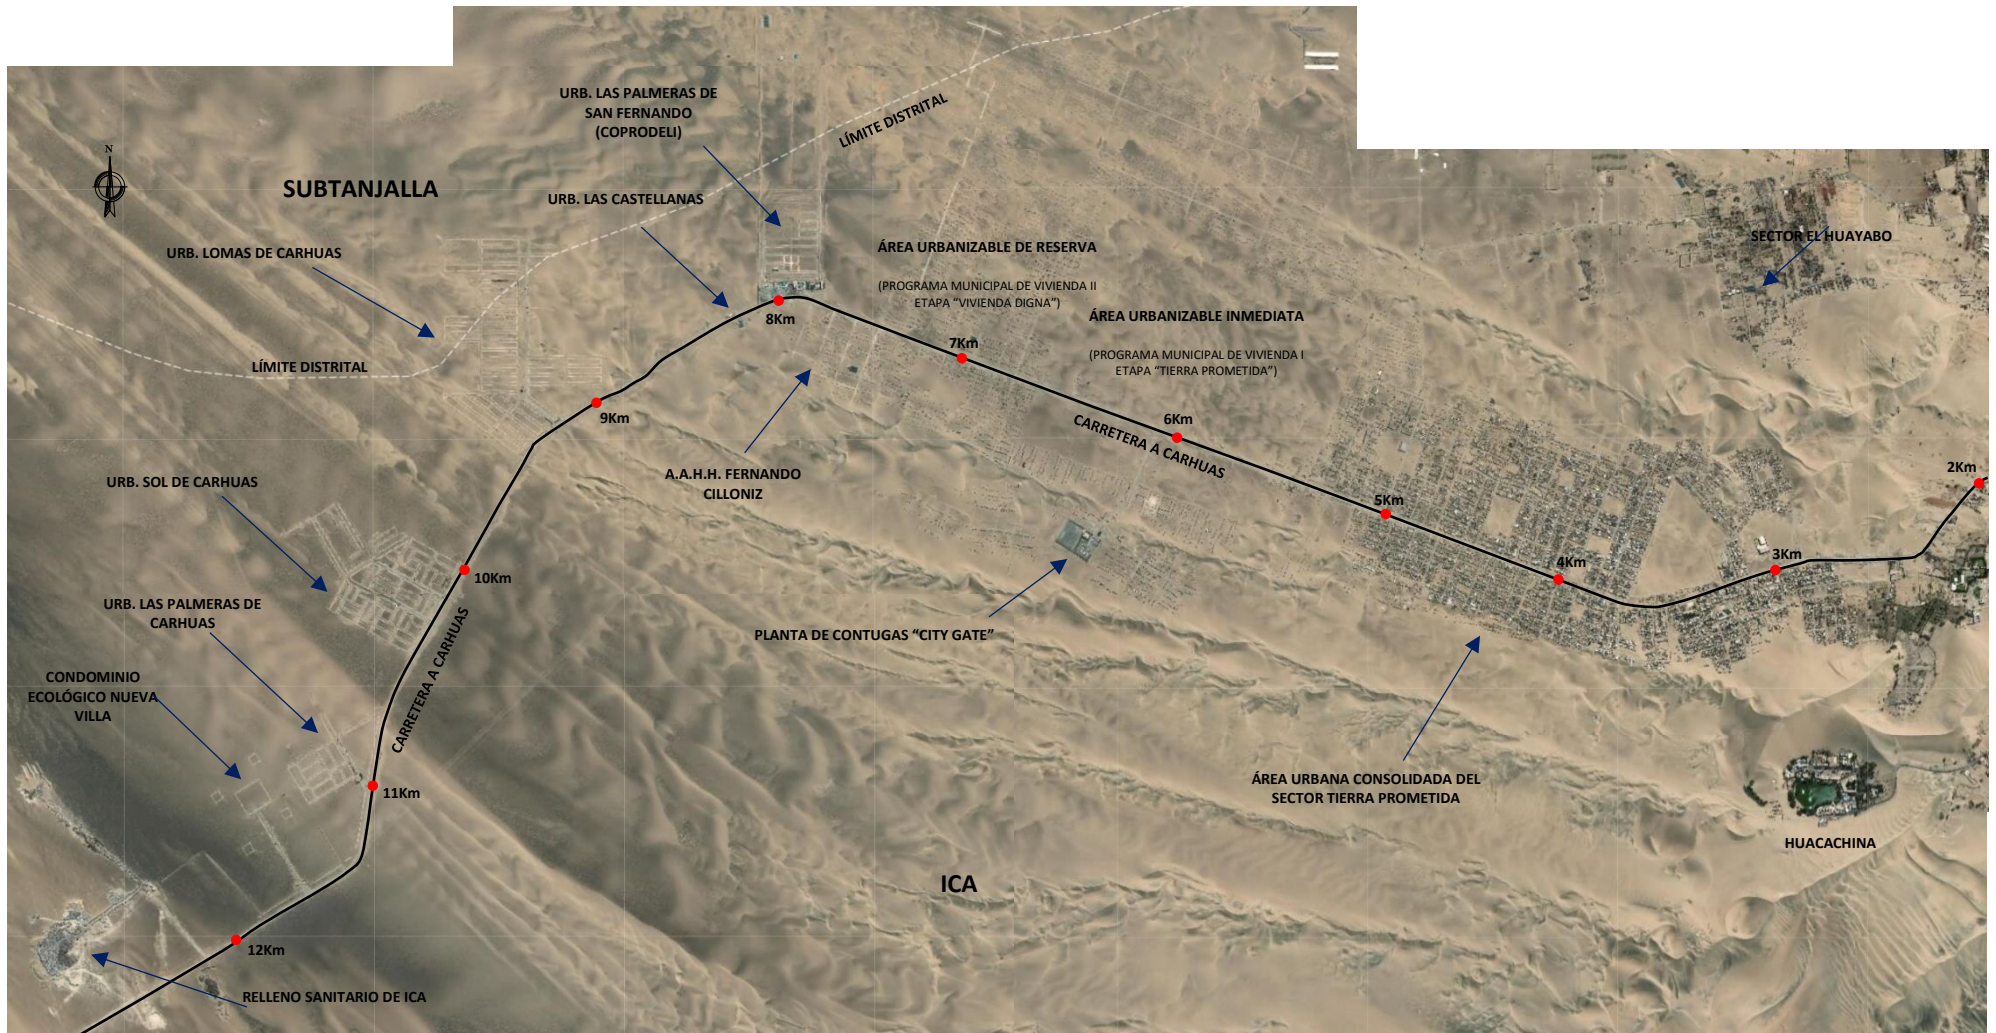 URB. LAS PALMERAS DE
SAN FERNANDO
(COPRODELI)
LÍMITE DISTRITAL
N
SUBTANJALLA
URB. LAS CASTELLANAS
URB. LOMAS DE CARHUAS
ÁREA URBANIZABLE DE RESERVA
(PROGRAMA MUNICIPAL DE VIVIENDA II
ETAPA “VIVIENDA DIGNA”)
SECTOR EL HUAYABO
ÁREA URBANIZABLE INMEDIATA
(PROGRAMA MUNICIPAL DE VIVIENDA I
ETAPA “TIERRA PROMETIDA”)
8Km
7Km
LÍMITE DISTRITAL
9Km
6Km
CARRETERA A CARHUAS
A.A.H.H. FERNANDO
CILLONIZ
2Km
URB. SOL DE CARHUAS
5Km
3Km
4Km
10Km
URB. LAS PALMERAS DE
CARHUAS
PLANTA DE CONTUGAS “CITY GATE”
CARRETERA A CARHUAS
CONDOMINIO
ECOLÓGICO NUEVA
VILLA
11Km
ÁREA URBANA CONSOLIDADA DEL
SECTOR TIERRA PROMETIDA
HUACACHINA
ICA
12Km
RELLENO SANITARIO DE ICA